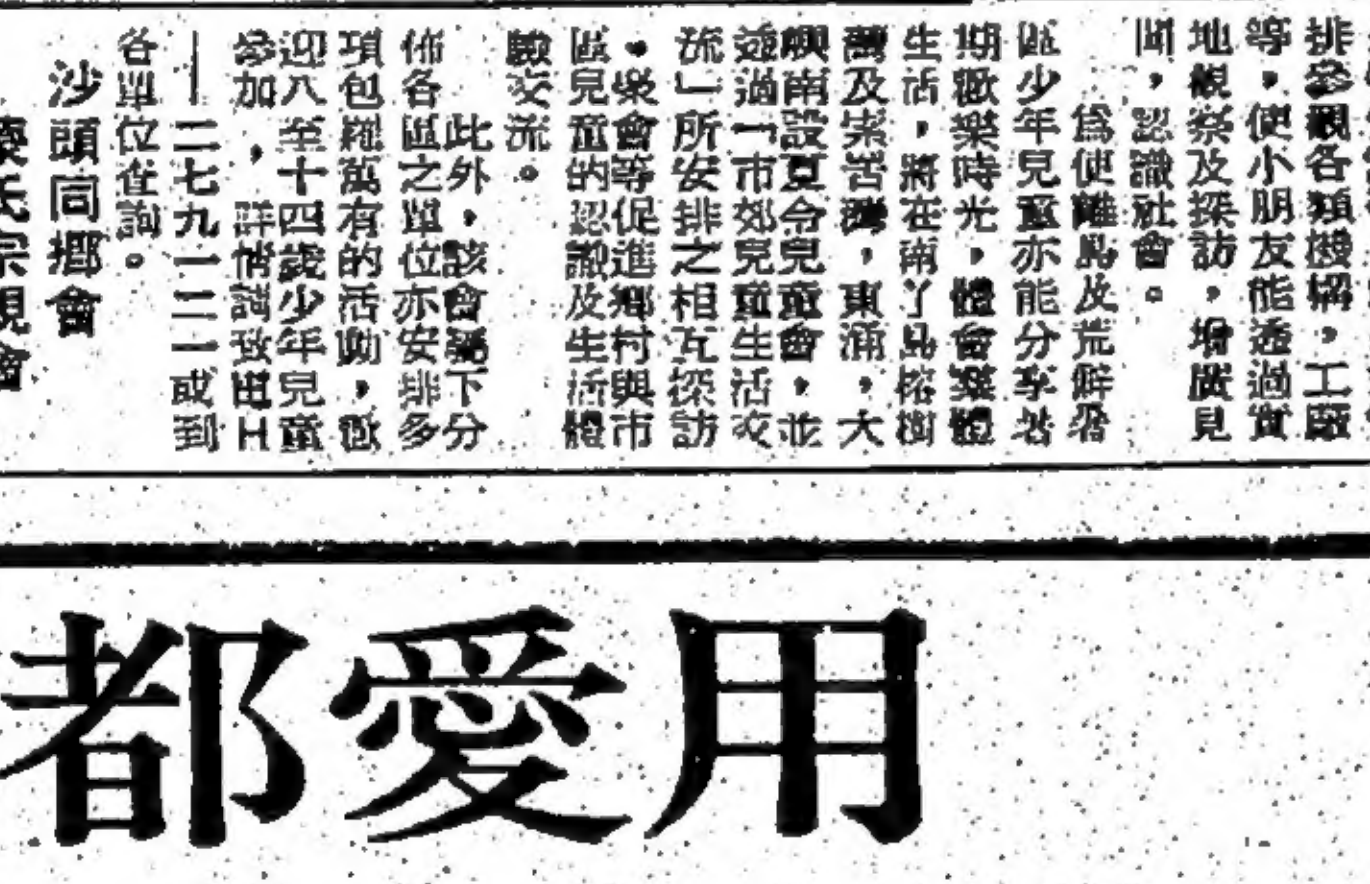 排參觀各類機構，工廠
等，使小朋友能透過實
地觀察及探訪，增廣見
聞，認識社會。
為使離島及荒僻
區少年兒童亦能分享暑
期歡樂時光，體會羣體
生活，將在南丫島榕樹
及索罟灣，東涌，大
嶼南設夏令兒童會，並
透過「市郊兒童生活交
流」所安排之相互探訪
，樂會等促進鄉村與市
區兒童的認識及生活體
驗交流。
此外，該會屬下分
佈各區之單位亦安排多
項包羅萬有的活動，歡
迎八至十四歲少年兒童
參加，詳情請致電H
—二七九一二二一或到
各單位查詢。
沙頭同鄉會
氏宗親會
都愛用